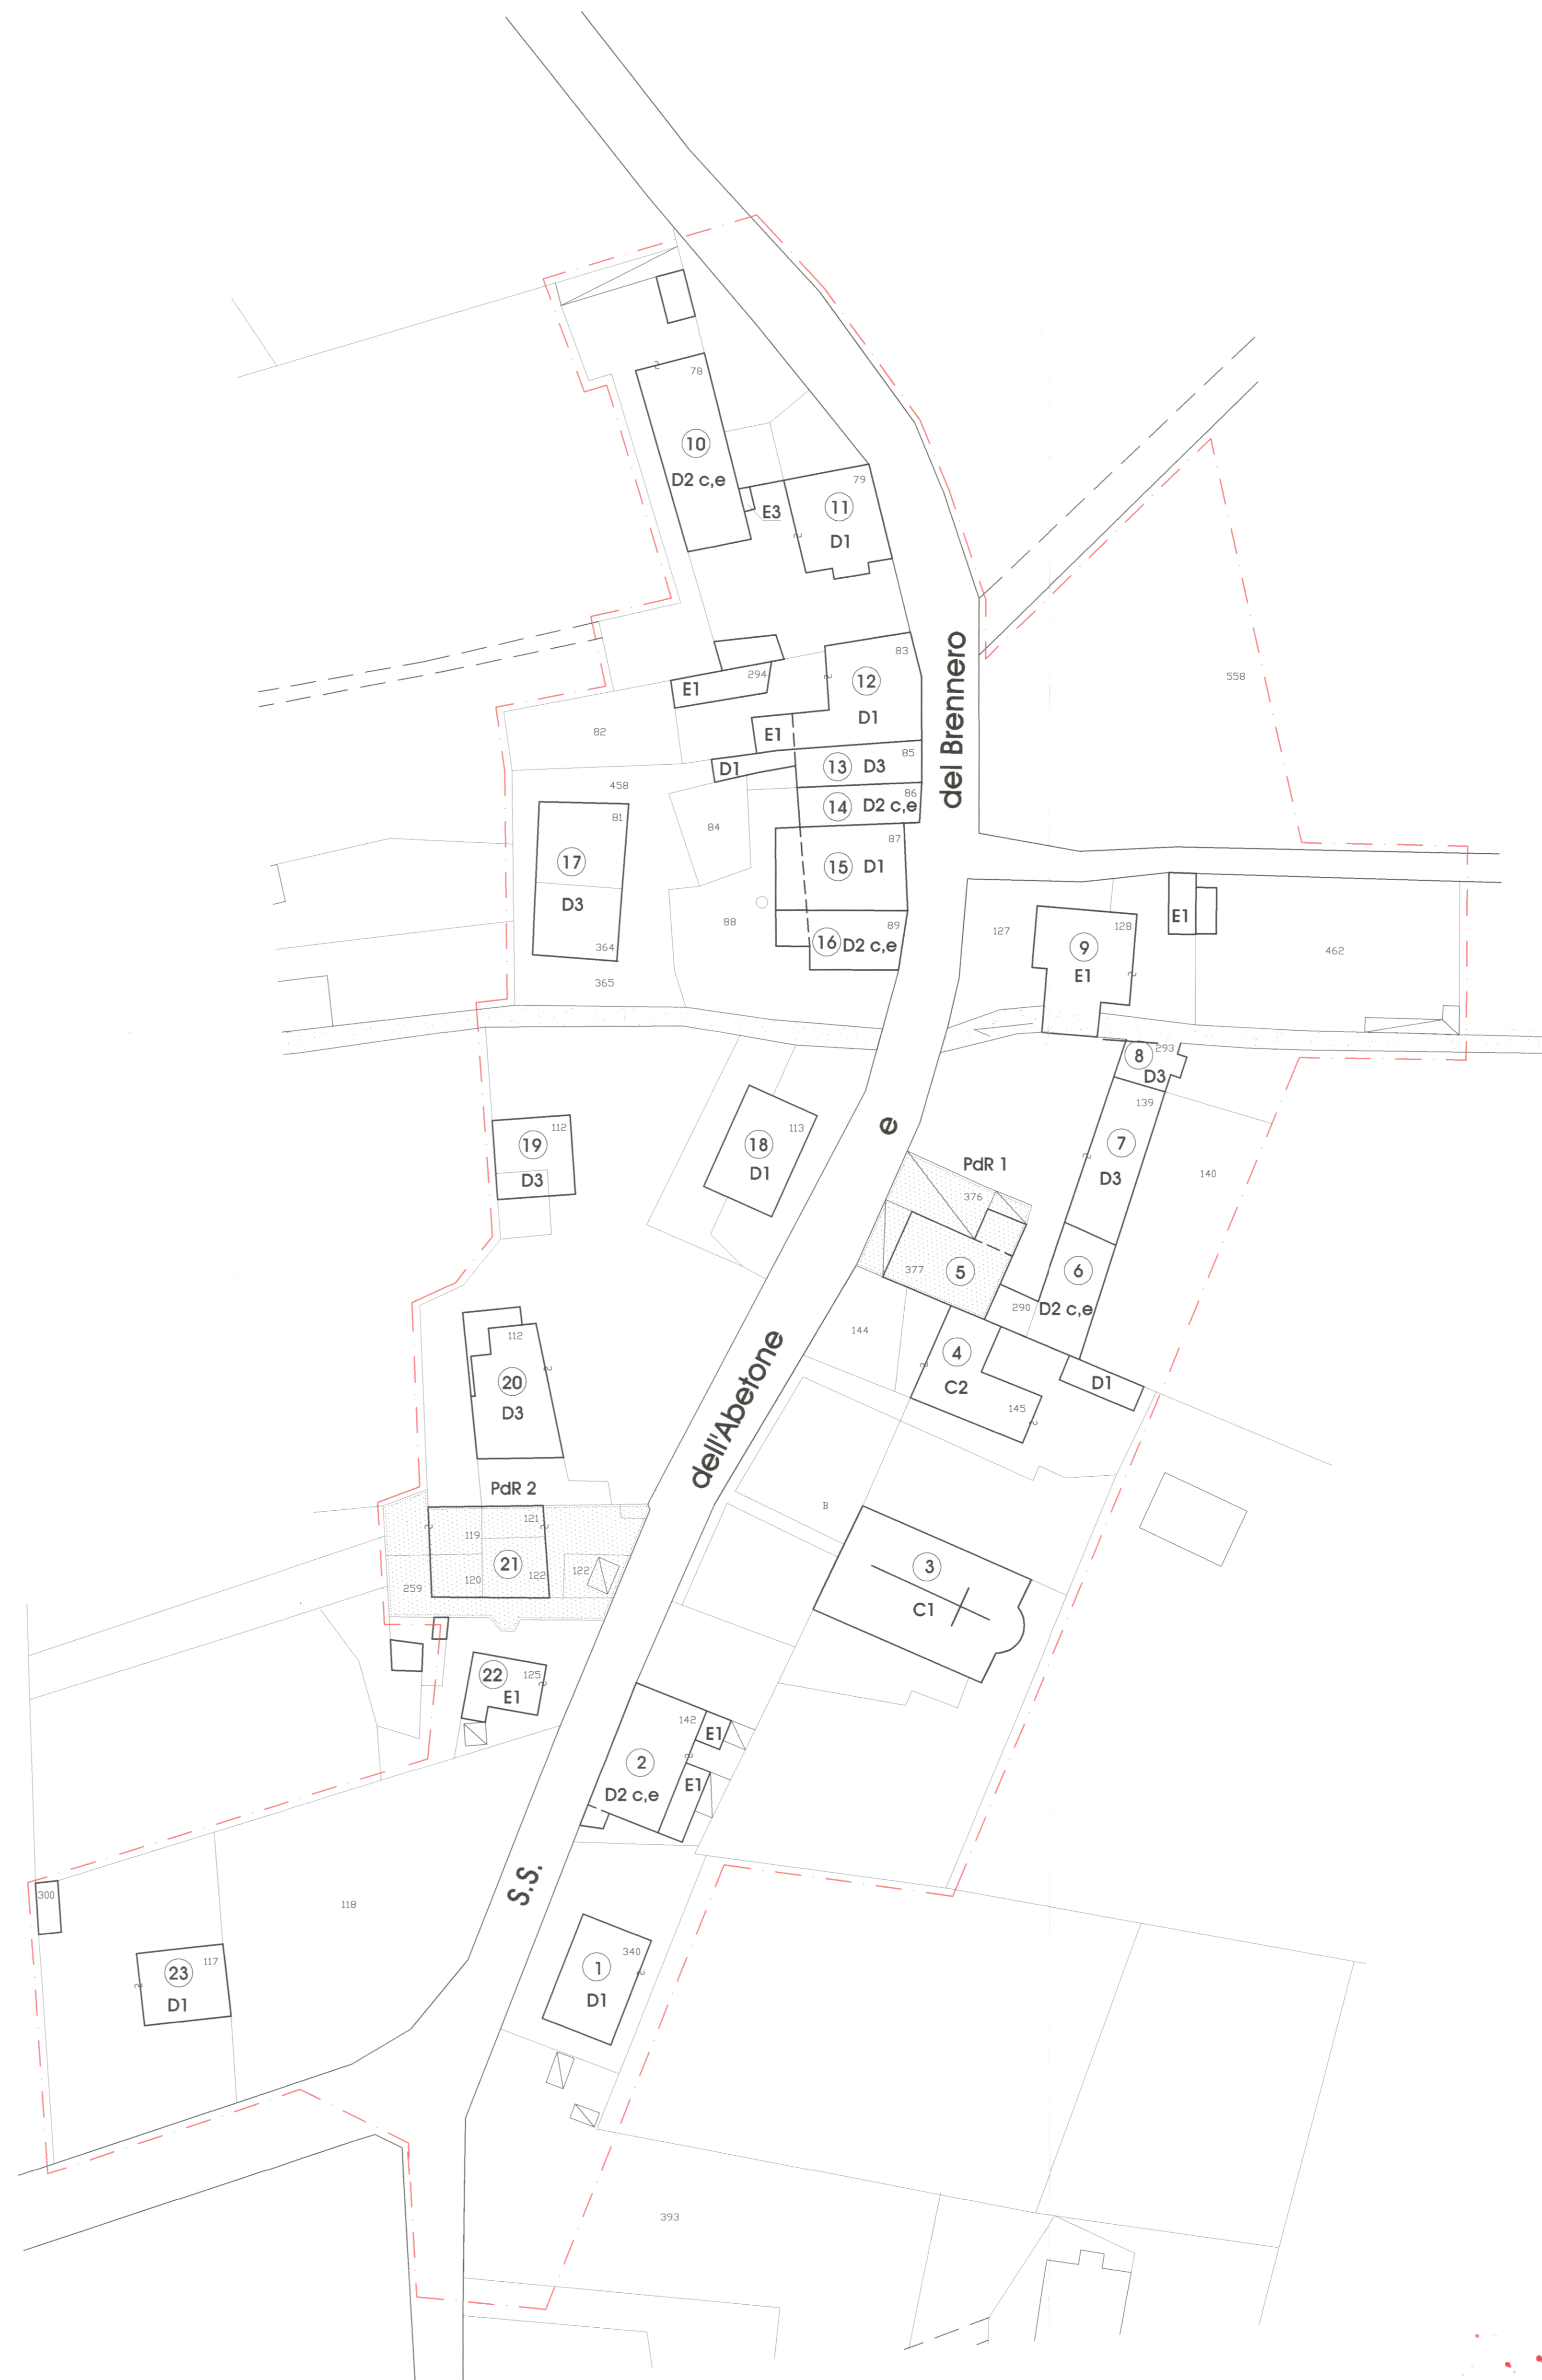 78
10
D2 c,e
79
11
E3
D1
83
12
D1
294
E1
E1
82
85
13 D3
D1
458
86
14 D2 c,e
81
84
87
17
15 D1
D3
88
89
16 D2 c,e
364
365
del Brennero
558
127
128
9
E1
E1
462
293
8
D3
139
7
D3
140
112
19
D3
113
18
D1
e
PdR 1
376
377
5
6
290
D2 c,e
144
4
C2
D1
145
112
20
D3
dell'Abetone
PdR 2
121
119
21
120
122
122
259
B
3
C1
22
125
E1
142
E1
2
E1
D2 c,e
S.S.
300
118
117
23
D1
340
1
D1
393